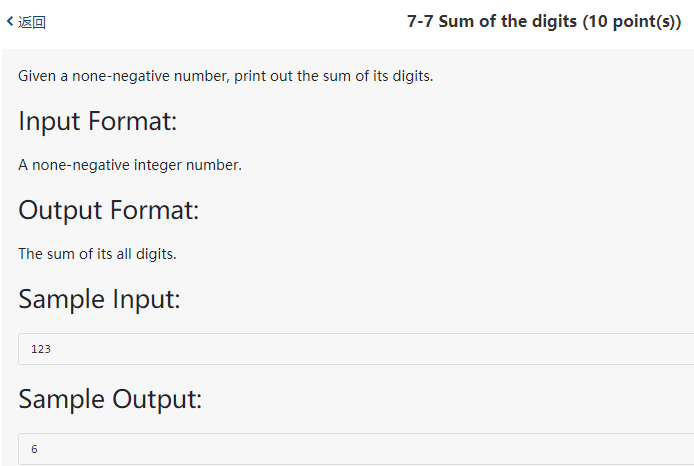 返回
7-7 Sum of the digits (10 point(s))
Given a none-negative number, print out the sum of its digits.
Input Format:
A none-negative integer number.
Output Format:
The sum of its all digits.
Sample Input:
123
Sample Output:
6